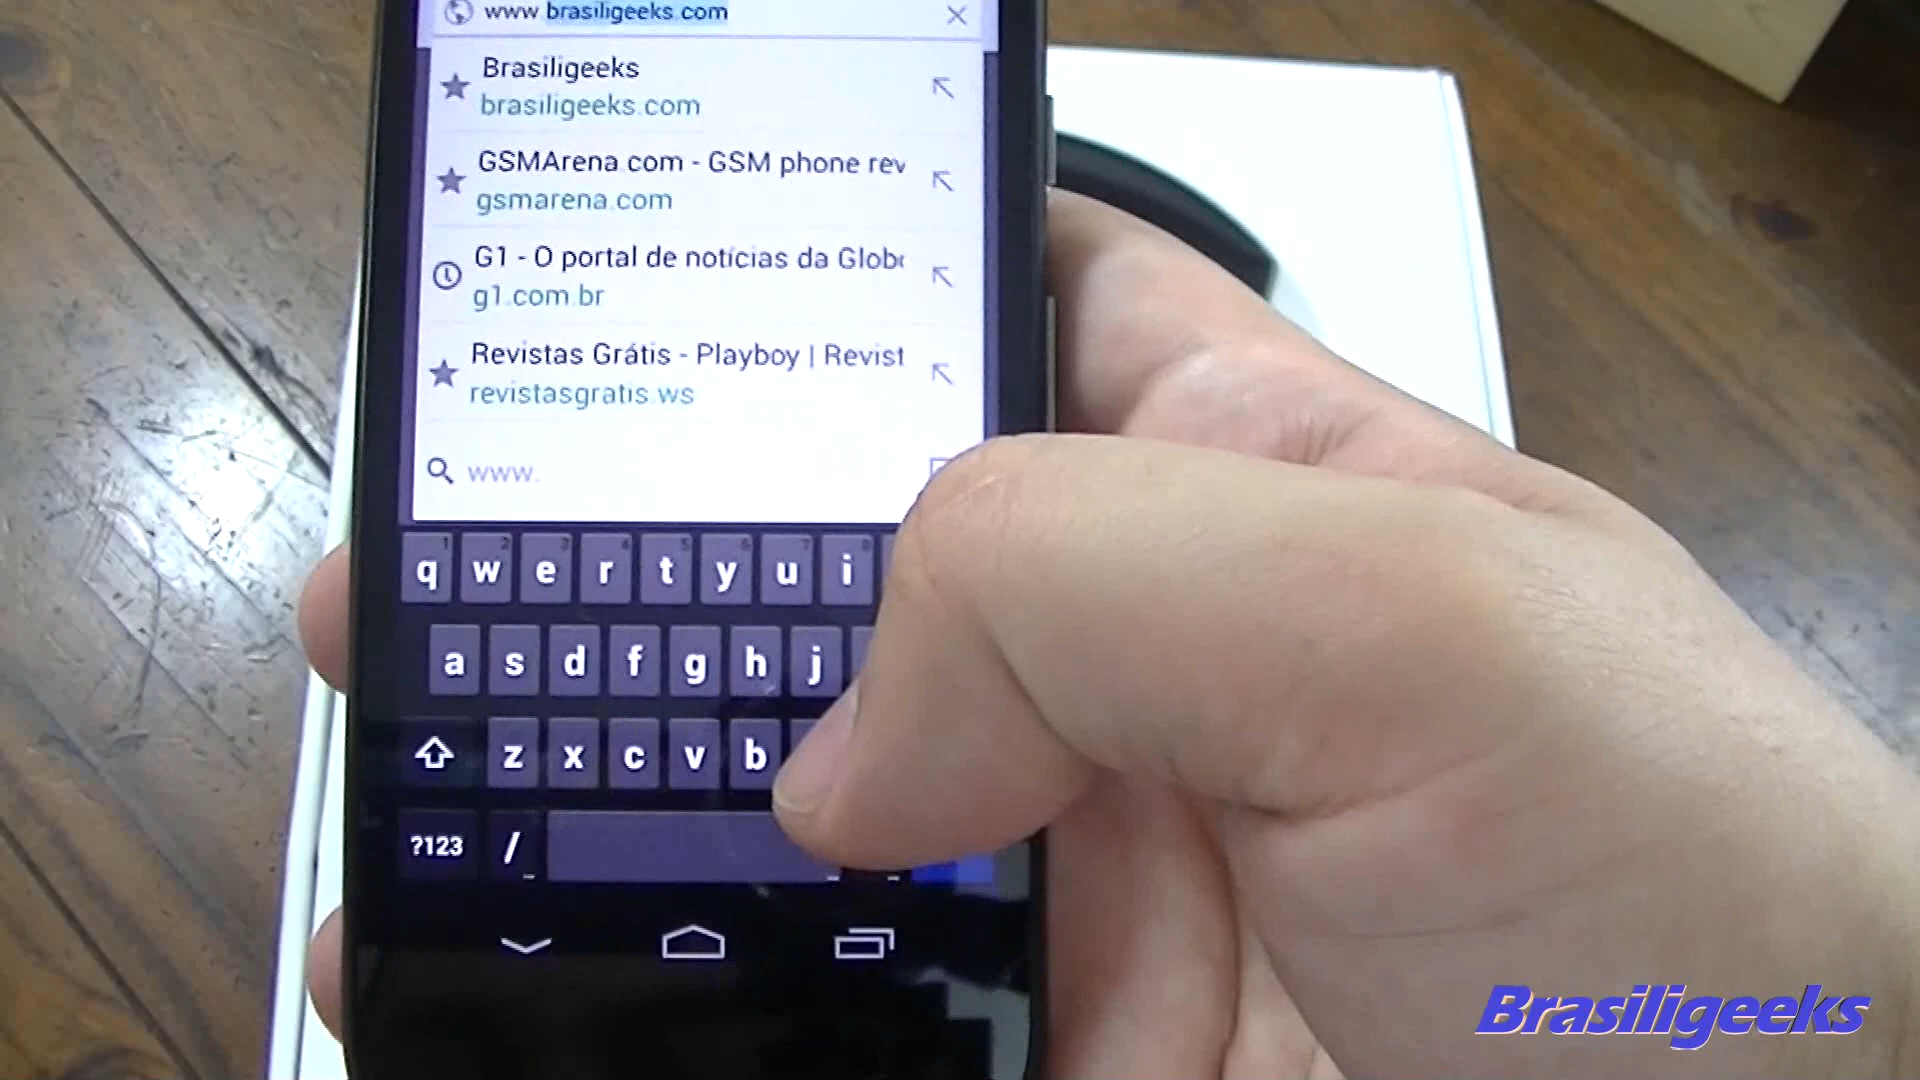 www.brasiligeeks.com
Brasiligeeks
brasiligeeks.com
GSMArena.com - GSM phone rev
gsmarena.com
G1 - O portal de notícias da Glob
g1.com.br
Revistas Grátis - Playboy | Revist
revistasgratis.ws
www.
q w e r t y u i
a s d f g h j
z x c v b
?123 /
Brasiligeeks